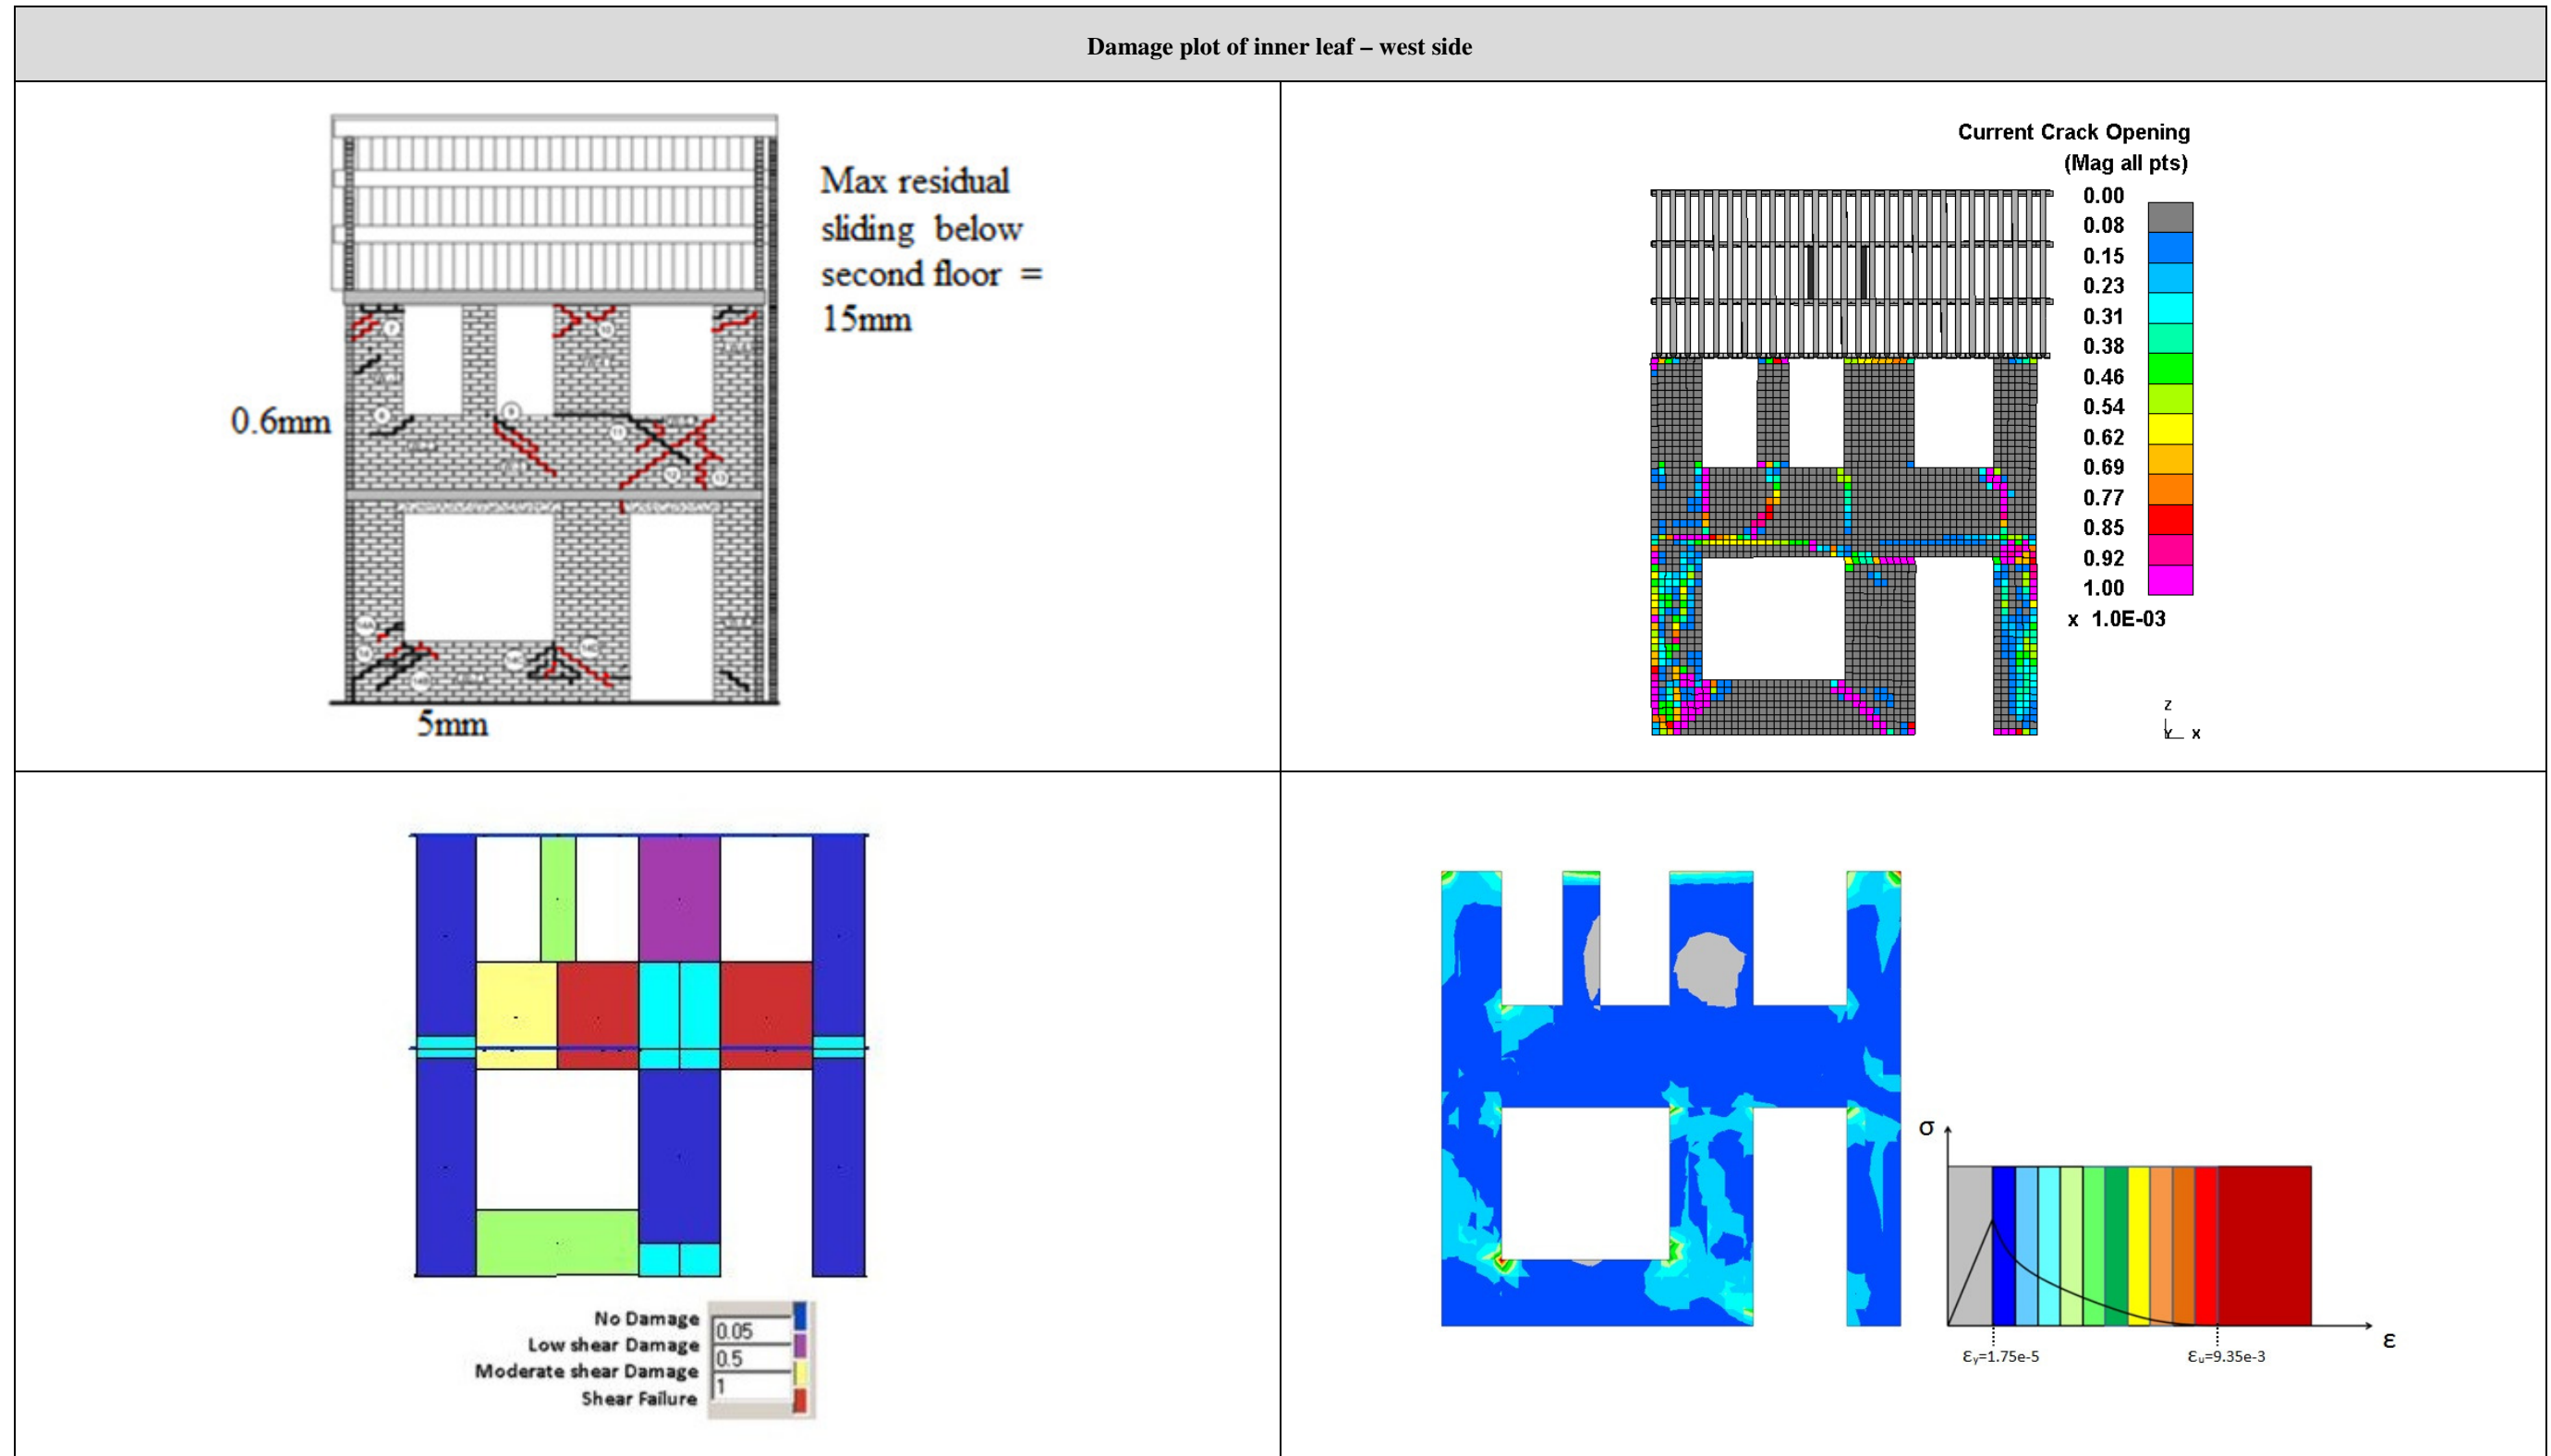 Damage plot of inner leaf – west side
Max residual
sliding below
second floor =
15mm
0.6mm
5mm
Current Crack Opening
(Mag all pts)
0.00
0.08
0.15
0.23
0.31
0.38
0.46
0.54
0.62
0.69
0.77
0.85
0.92
1.00
x 1.0E-03
Z
Y X
No Damage
0.05
Low shear Damage
0.5
Moderate shear Damage
1
Shear Failure
σ
ε
εy=1.75e-5
εu=9.35e-3